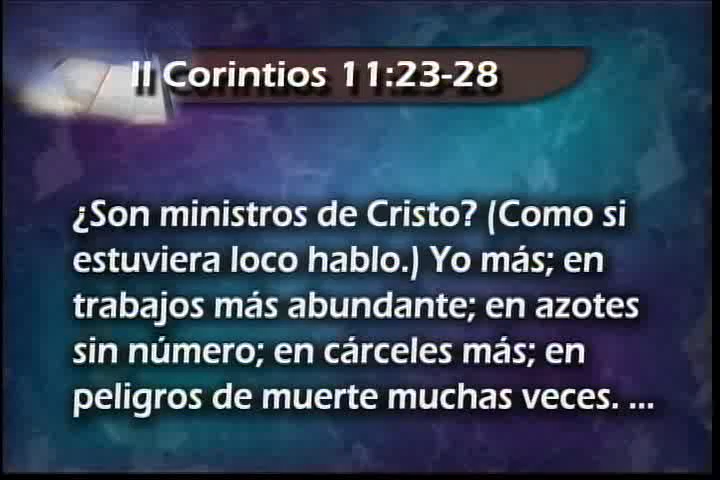 II Corintios 11:23-28
¿Son ministros de Cristo? (Como si
estuviera loco hablo.) Yo más; en
trabajos más abundante; en azotes
sin número; en cárceles más; en
peligros de muerte muchas veces. ...